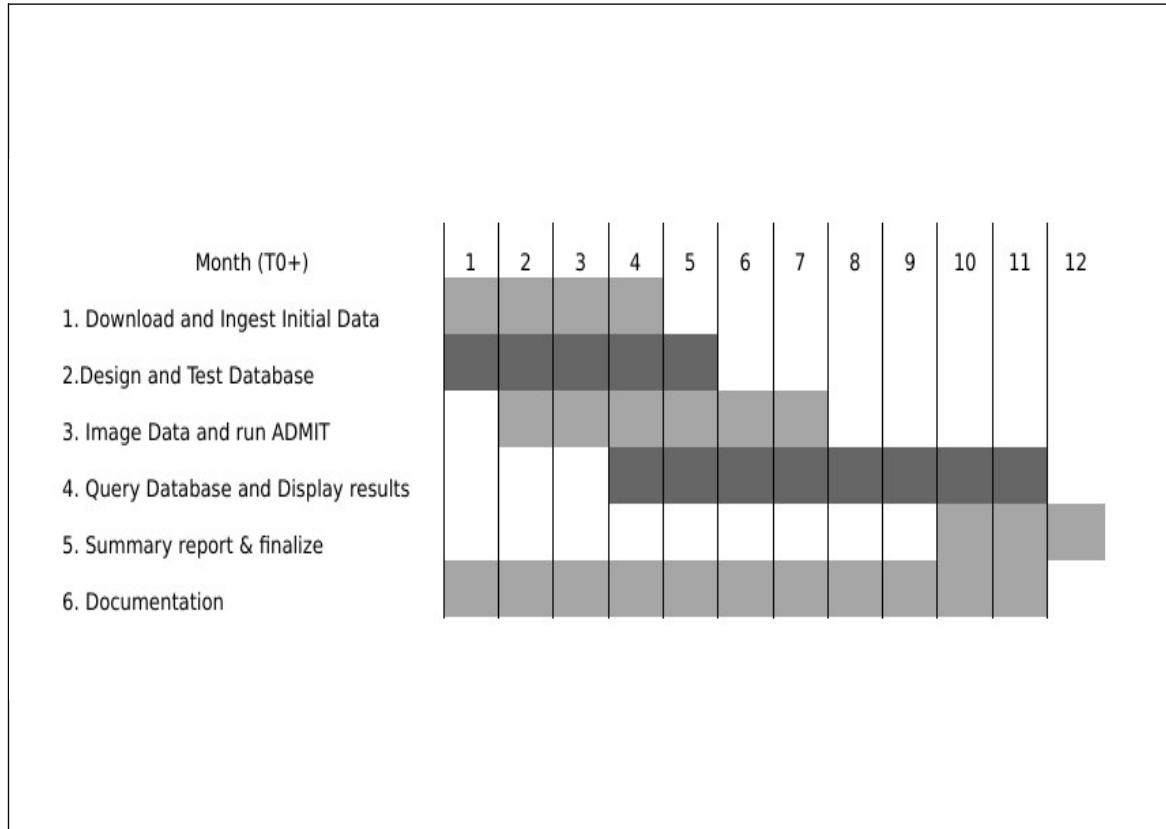 Month (T0+) 1 2 3 4 5 6 7 8 9 10 11 12
1. Download and Ingest Initial Data
2.Design and Test Database
3. Image Data and run ADMIT
4. Query Database and Display results
5. Summary report & finalize
6. Documentation